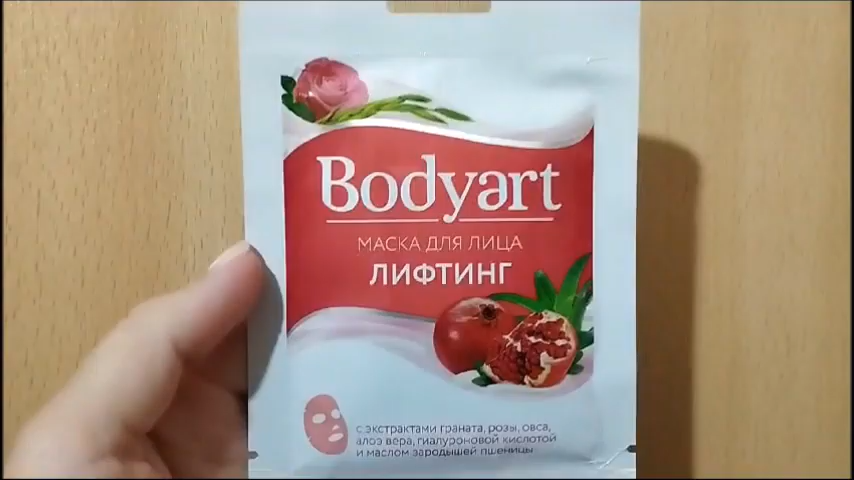 Bodyart
МАСКА ДЛЯ ЛИЦА
ЛИФТИНГ
с экстрактами граната, розы, овса,
алоэ вера, гиалуроновой кислотой
и маслом зародышей пшеницы